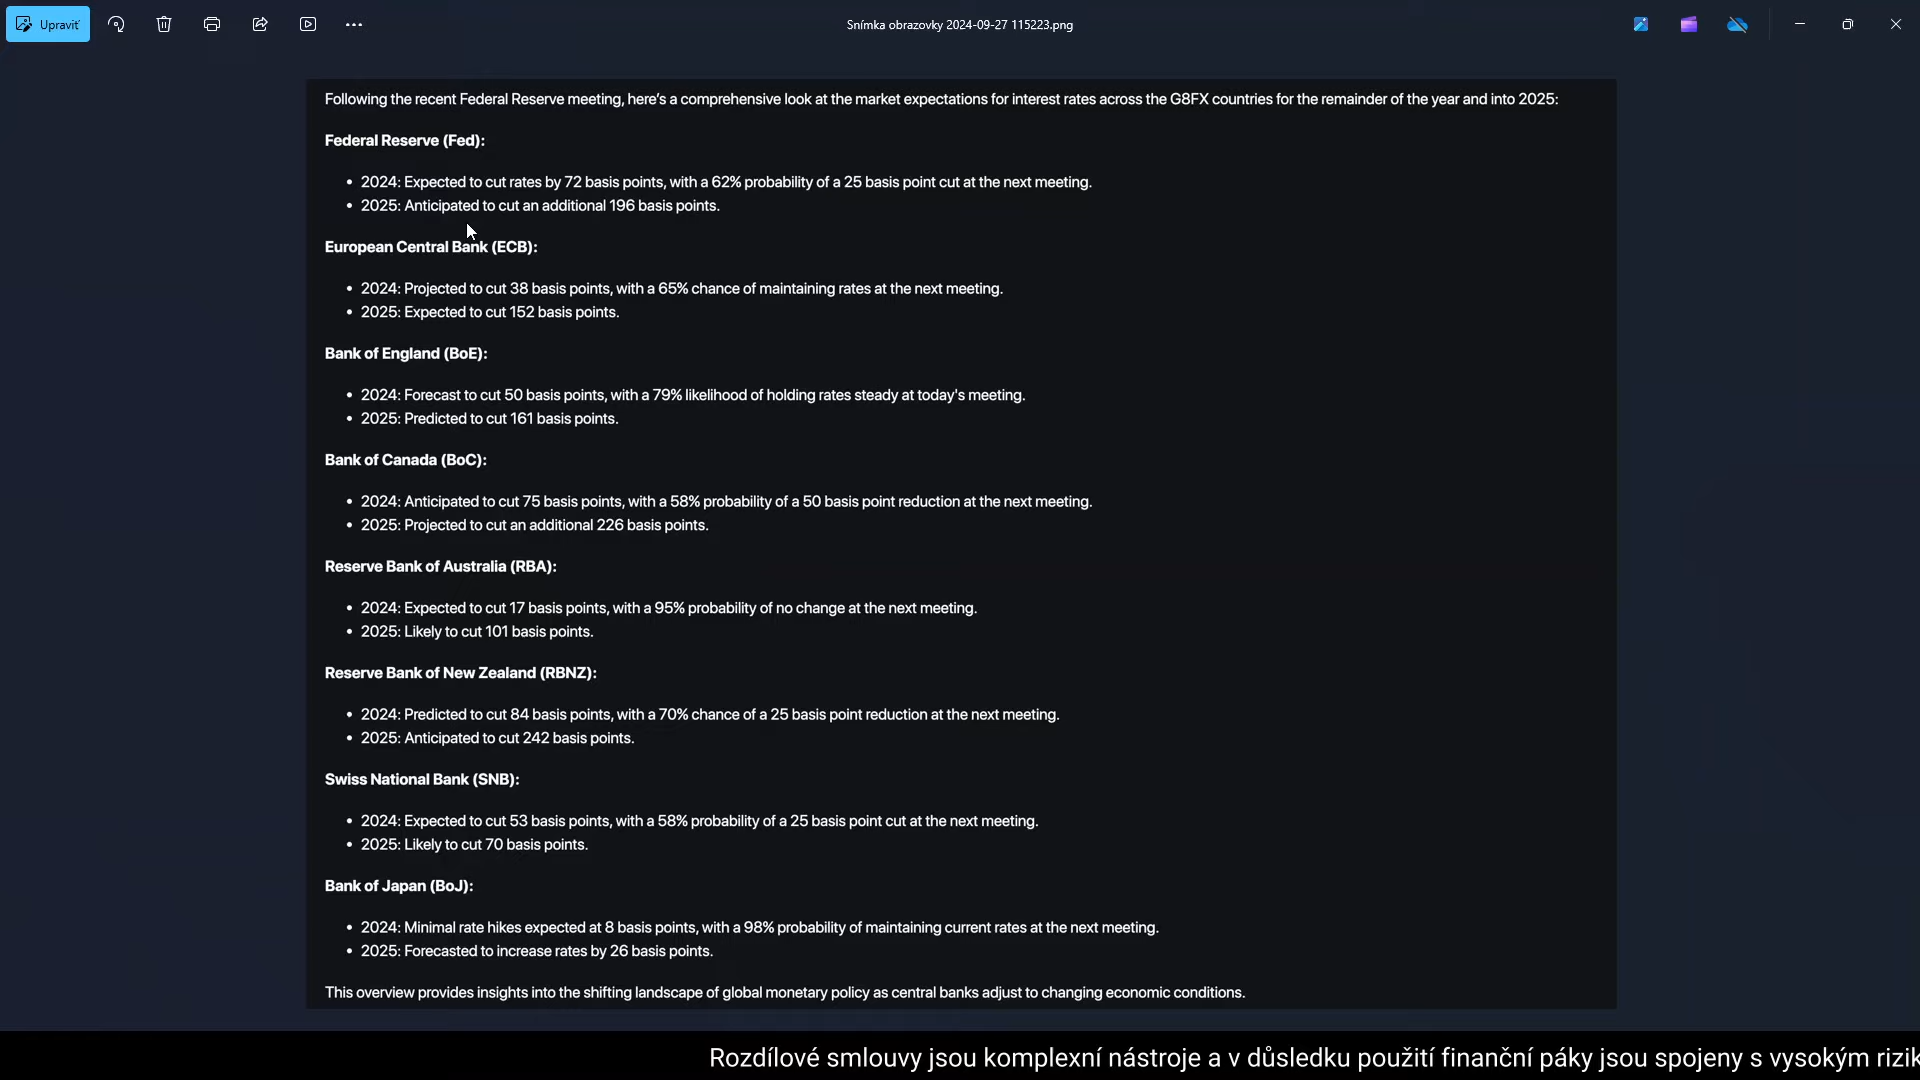 Upraviť
Snímka obrazovky 2024-09-27 115223.png
Following the recent Federal Reserve meeting, here's a comprehensive look at the market expectations for interest rates across the G8FX countries for the remainder of the year and into 2025:
Federal Reserve (Fed):
• 2024: Expected to cut rates by 72 basis points, with a 62% probability of a 25 basis point cut at the next meeting.
• 2025: Anticipated to cut an additional 196 basis points.
European Central Bank (ECB):
• 2024: Projected to cut 38 basis points, with a 65% chance of maintaining rates at the next meeting.
• 2025: Expected to cut 152 basis points.
Bank of England (BoE):
• 2024: Forecast to cut 50 basis points, with a 79% likelihood of holding rates steady at today's meeting.
• 2025: Predicted to cut 161 basis points.
Bank of Canada (BoC):
• 2024: Anticipated to cut 75 basis points, with a 58% probability of a 50 basis point reduction at the next meeting.
• 2025: Projected to cut an additional 226 basis points.
Reserve Bank of Australia (RBA):
• 2024: Expected to cut 17 basis points, with a 95% probability of no change at the next meeting.
• 2025: Likely to cut 101 basis points.
Reserve Bank of New Zealand (RBNZ):
• 2024: Predicted to cut 84 basis points, with a 70% chance of a 25 basis point reduction at the next meeting.
• 2025: Anticipated to cut 242 basis points.
Swiss National Bank (SNB):
• 2024: Expected to cut 53 basis points, with a 58% probability of a 25 basis point cut at the next meeting.
• 2025: Likely to cut 70 basis points.
Bank of Japan (BoJ):
• 2024: Minimal rate hikes expected at 8 basis points, with a 98% probability of maintaining current rates at the next meeting.
• 2025: Forecasted to increase rates by 26 basis points.
This overview provides insights into the shifting landscape of global monetary policy as central banks adjust to changing economic conditions.
Rozdílové smlouvy jsou komplexní nástroje a v důsledku použití finanční páky jsou spojeny s vysokým rizik